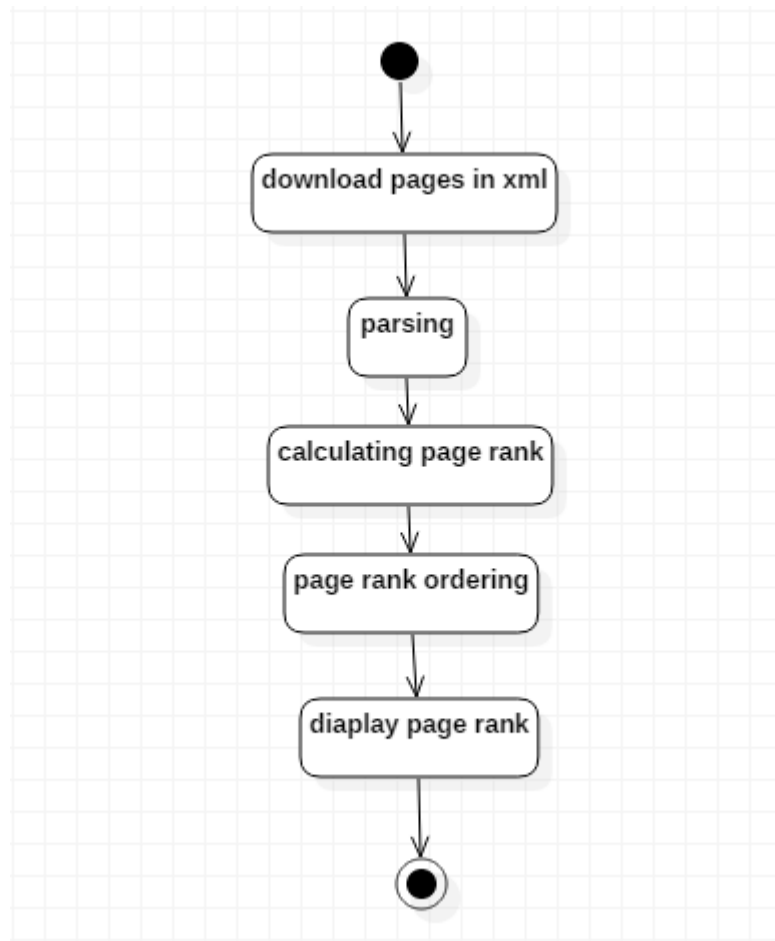 download pages in xml
parsing
calculating page rank
page rank ordering
diaplay page rank